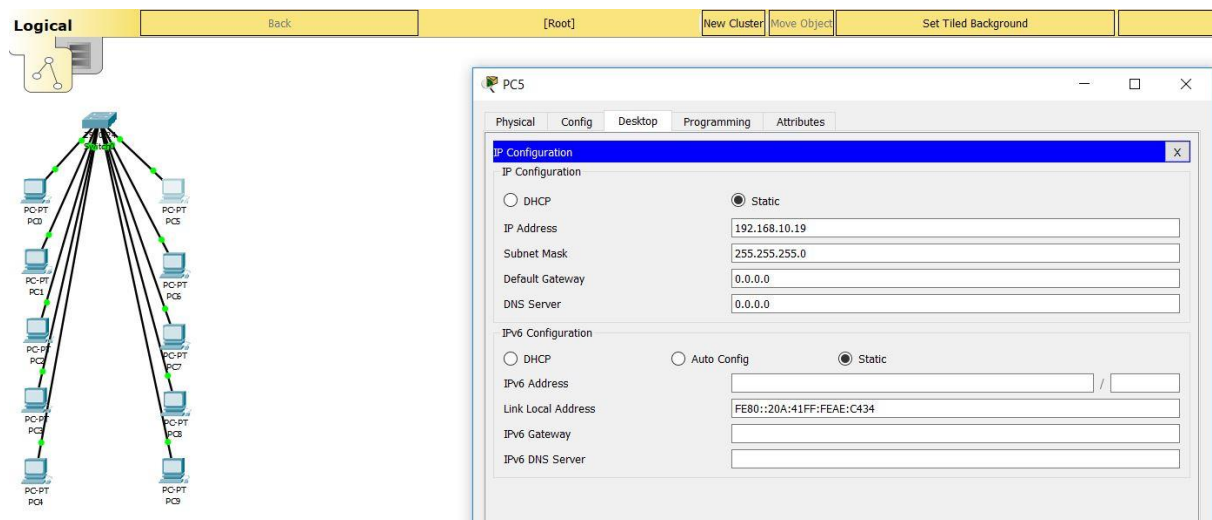 Logical
Back
[Root]
New Cluster
Move Object
Set Tiled Background
PC-PT
PC0
PC-PT
PC5
PC-PT
PC1
PC-PT
PC6
PC-PT
PC2
PC-PT
PC7
PC-PT
PC3
PC-PT
PC8
PC-PT
PC4
PC-PT
PC9
PC5
Physical
Config
Desktop
Programming
Attributes
IP Configuration
X
IP Configuration
DHCP
Static
IP Address
192.168.10.19
Subnet Mask
255.255.255.0
Default Gateway
0.0.0.0
DNS Server
0.0.0.0
IPv6 Configuration
DHCP
Auto Config
Static
IPv6 Address
/
Link Local Address
FE80::20A:41FF:FEAE:C434
IPv6 Gateway
IPv6 DNS Server